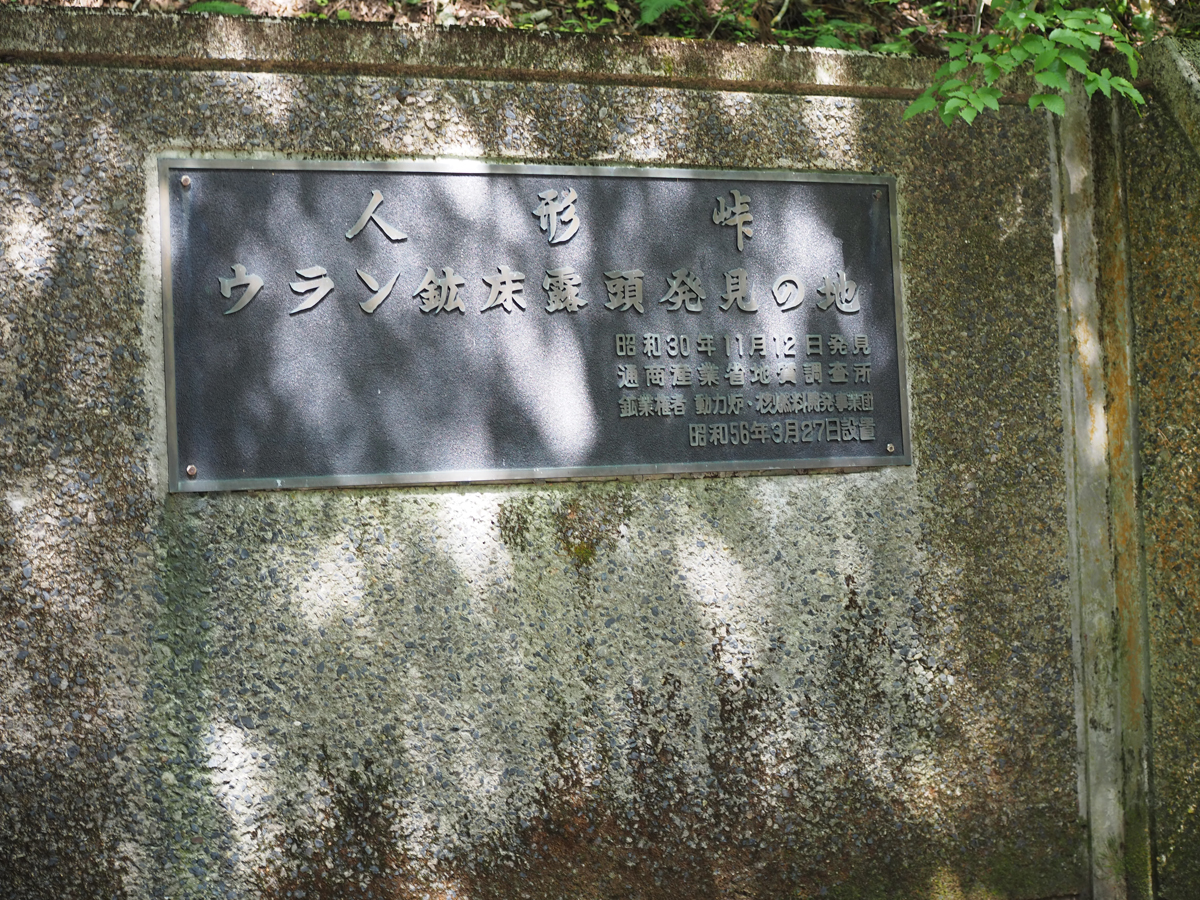 人形峠
ウラン鉱床露頭発見の地
昭和30年11月12日発見
通商産業省地質調査所
鉱業権者 動力炉・核燃料開発事業団
昭和56年3月27日設置